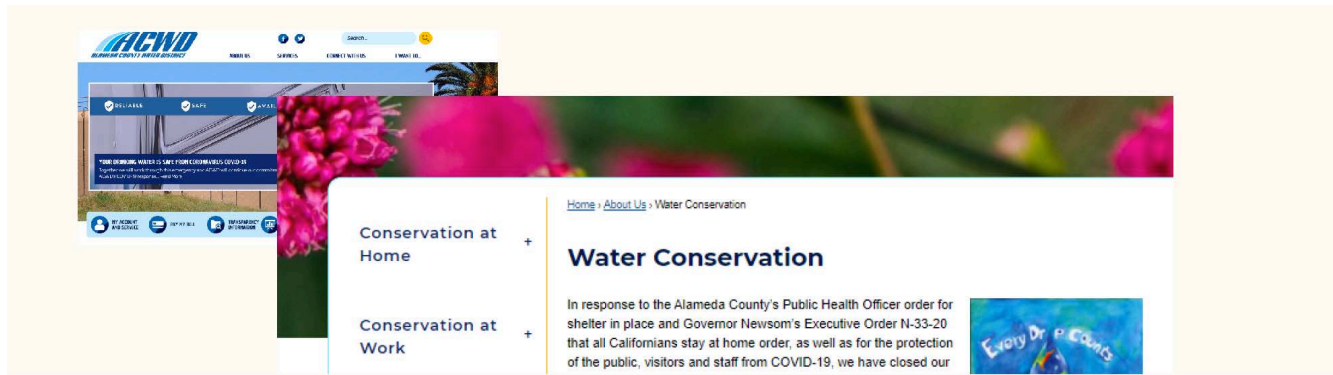 ACWD
ALAMEDA COUNTY WATER DISTRICT
Search...
ABOUT US
SERVICES
CONNECT WITH US
I WANT TO...
RELIABLE
SAFE
YOUR DRINKING WATER IS SAFE FROM CORONAVIRUS COVID-19
MY ACCOUNT
AND SERVICE
PAY MY BILL
TRANSPARENCY
INFORMATION
Home › About Us › Water Conservation
Conservation at
Home
+
Water Conservation
Conservation at
Work
+
In response to the Alameda County's Public Health Officer order for
shelter in place and Governor Newsom's Executive Order N-33-20
that all Californians stay at home order, as well as for the protection
of the public, visitors and staff from COVID-19, we have closed our
Every Dr p Counts